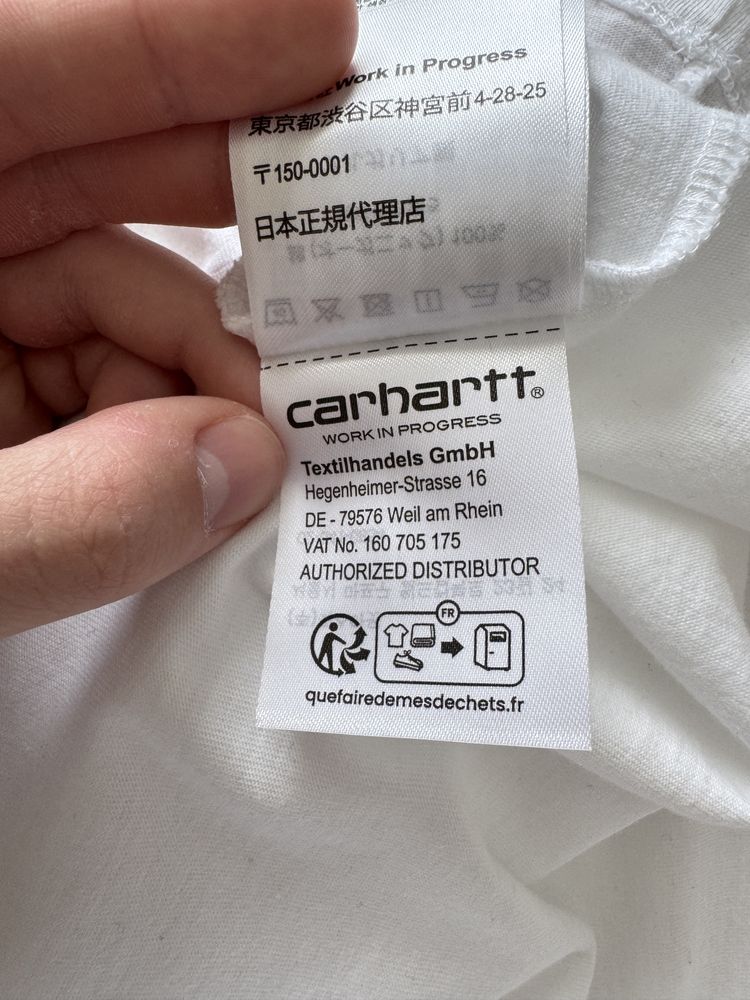 Work in Progress
東京都渋谷区神宮前4-28-25
〒150-0001
日本正規代理店
carhartt®
WORK IN PROGRESS
Textilhandels GmbH
Hegenheimer-Strasse 16
DE - 79576 Weil am Rhein
VAT No. 160 705 175
AUTHORIZED DISTRIBUTOR
FR
quefairedemesdechets.fr